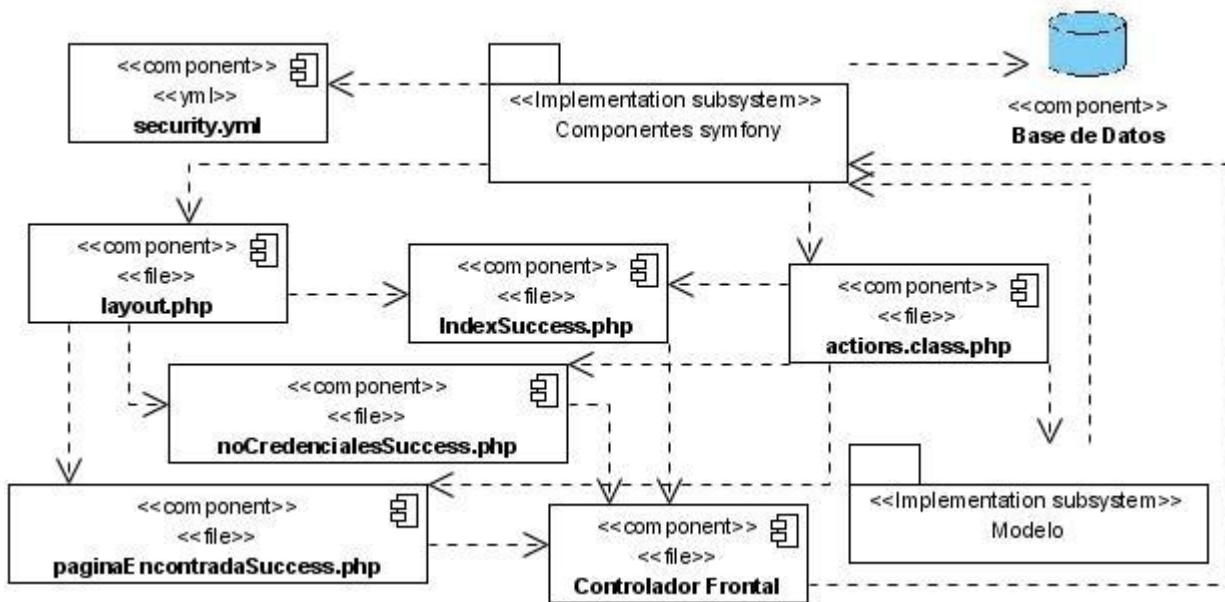 <<component>>
<<yml>>
security.yml
<<Implementation subsystem>>
Componentes symfony
<<component>>
Base de Datos
<<component>>
<<file>>
layout.php
<<component>>
<<file>>
IndexSuccess.php
<<component>>
<<file>>
actions.class.php
<<component>>
<<file>>
noCredencialesSuccess.php
<<component>>
<<file>>
paginaEncontradaSuccess.php
<<component>>
<<file>>
Controlador Frontal
<<Implementation subsystem>>
Modelo